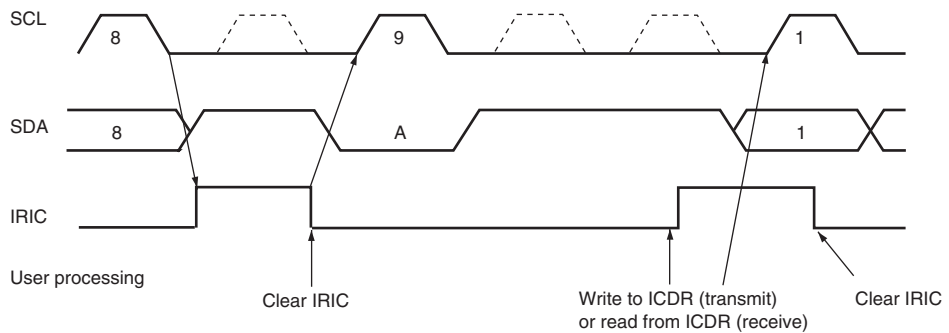 SCL
8
9
1
SDA
8
A
1
IRIC
User processing
Clear IRIC
Write to ICDR (transmit)
or read from ICDR (receive)
Clear IRIC